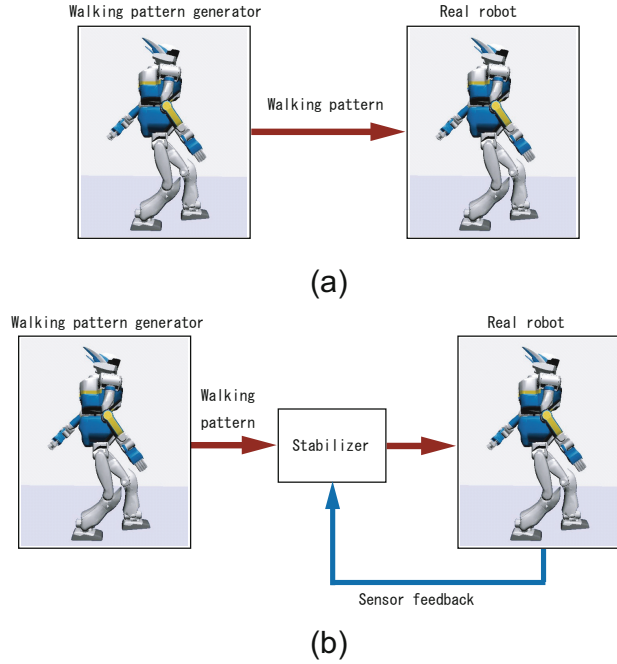 Walking pattern generator
Real robot
Walking pattern
(a)
Walking pattern generator
Real robot
Walking
pattern
Stabilizer
Sensor feedback
(b)